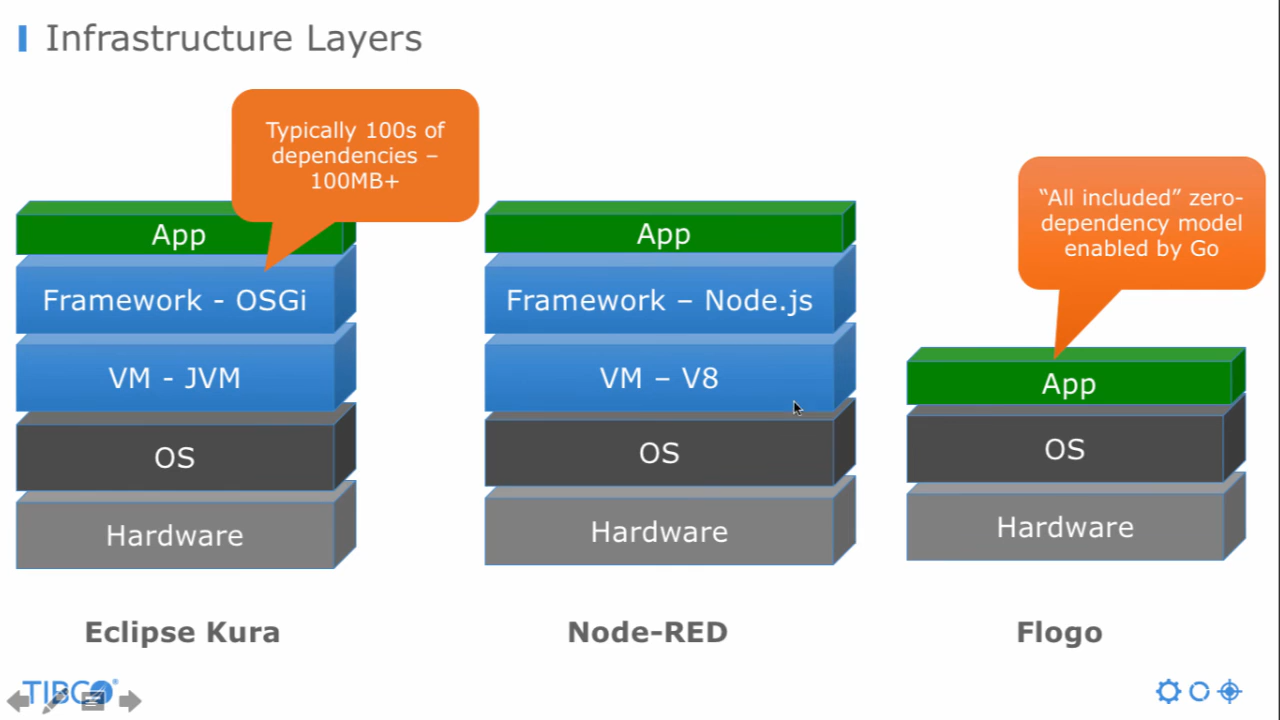 Infrastructure Layers
Typically 100s of
dependencies –
100MB+
App
Framework - OSGi
VM - JVM
OS
Hardware
Eclipse Kura
App
Framework – Node.js
VM – V8
OS
Hardware
Node-RED
“All included” zero-
dependency model
enabled by Go
App
OS
Hardware
Flogo
TIBCO®